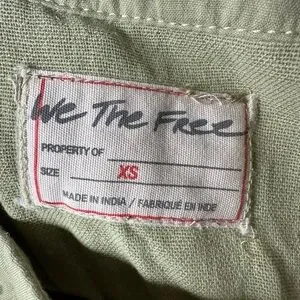 We The Free
PROPERTY OF
SIZE XS
MADE IN INDIA / FABRIQUÉ EN INDE